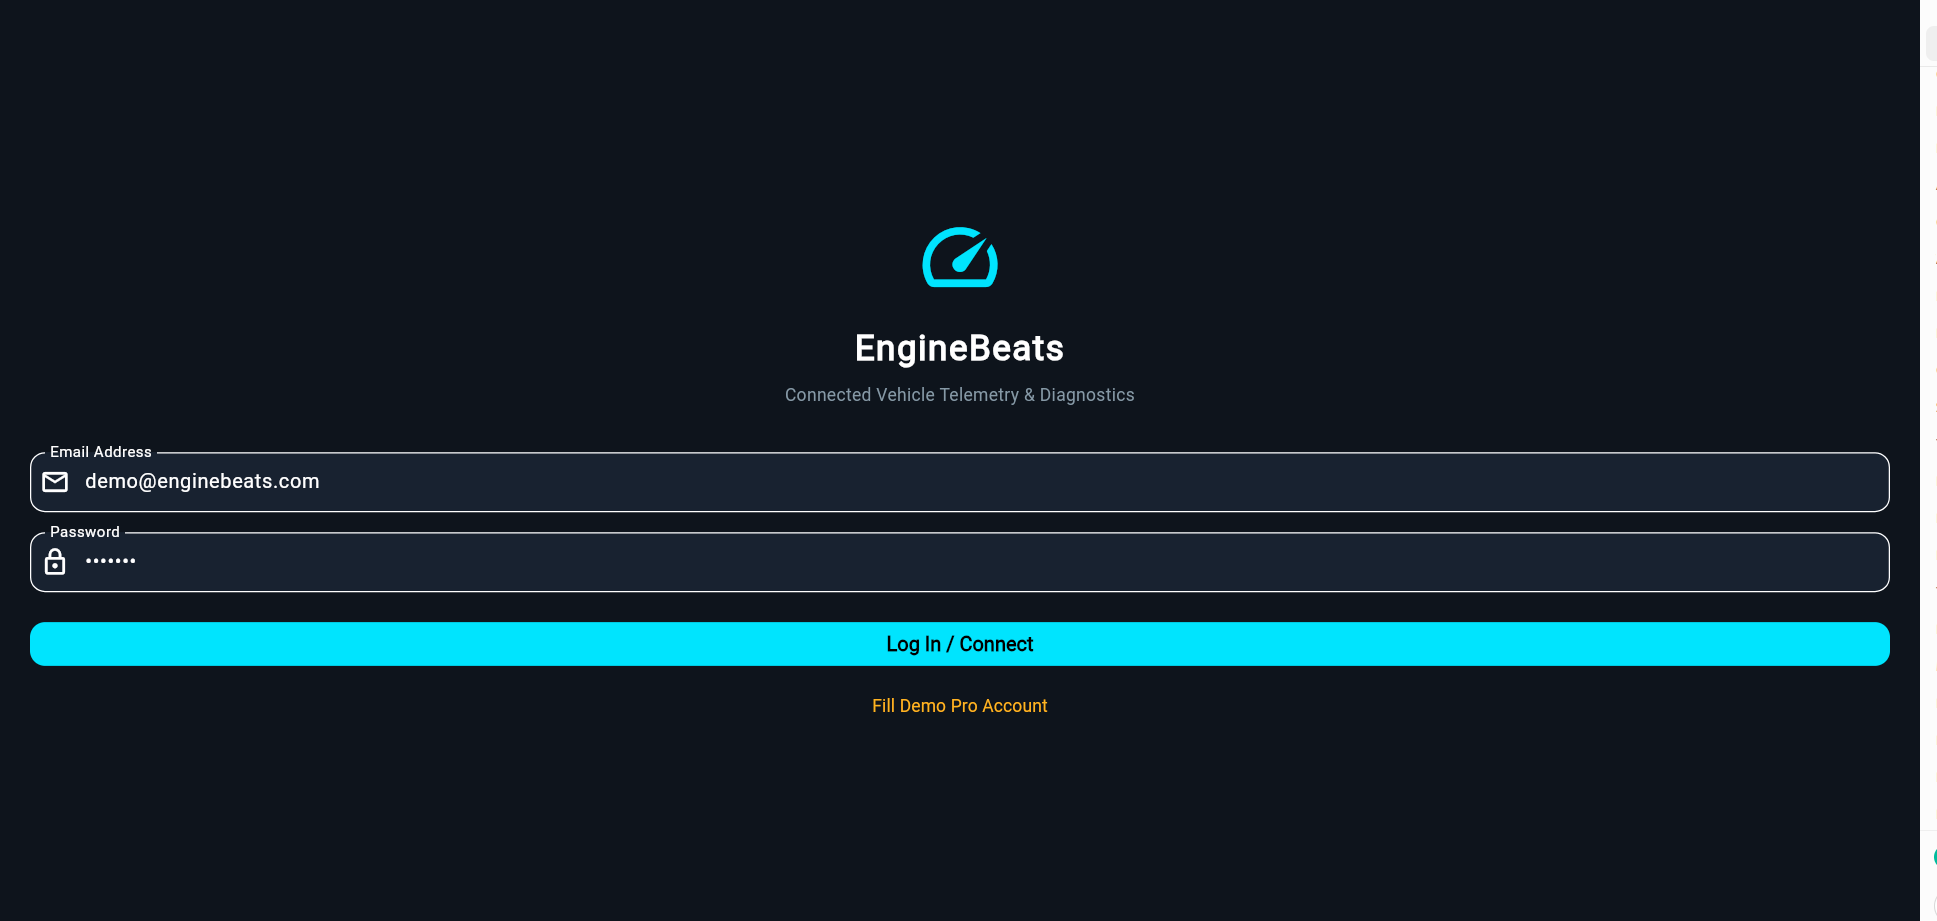 EngineBeats
Connected Vehicle Telemetry & Diagnostics
Email Address
demo@enginebeats.com
Password
•••••••
Log In / Connect
Fill Demo Pro Account